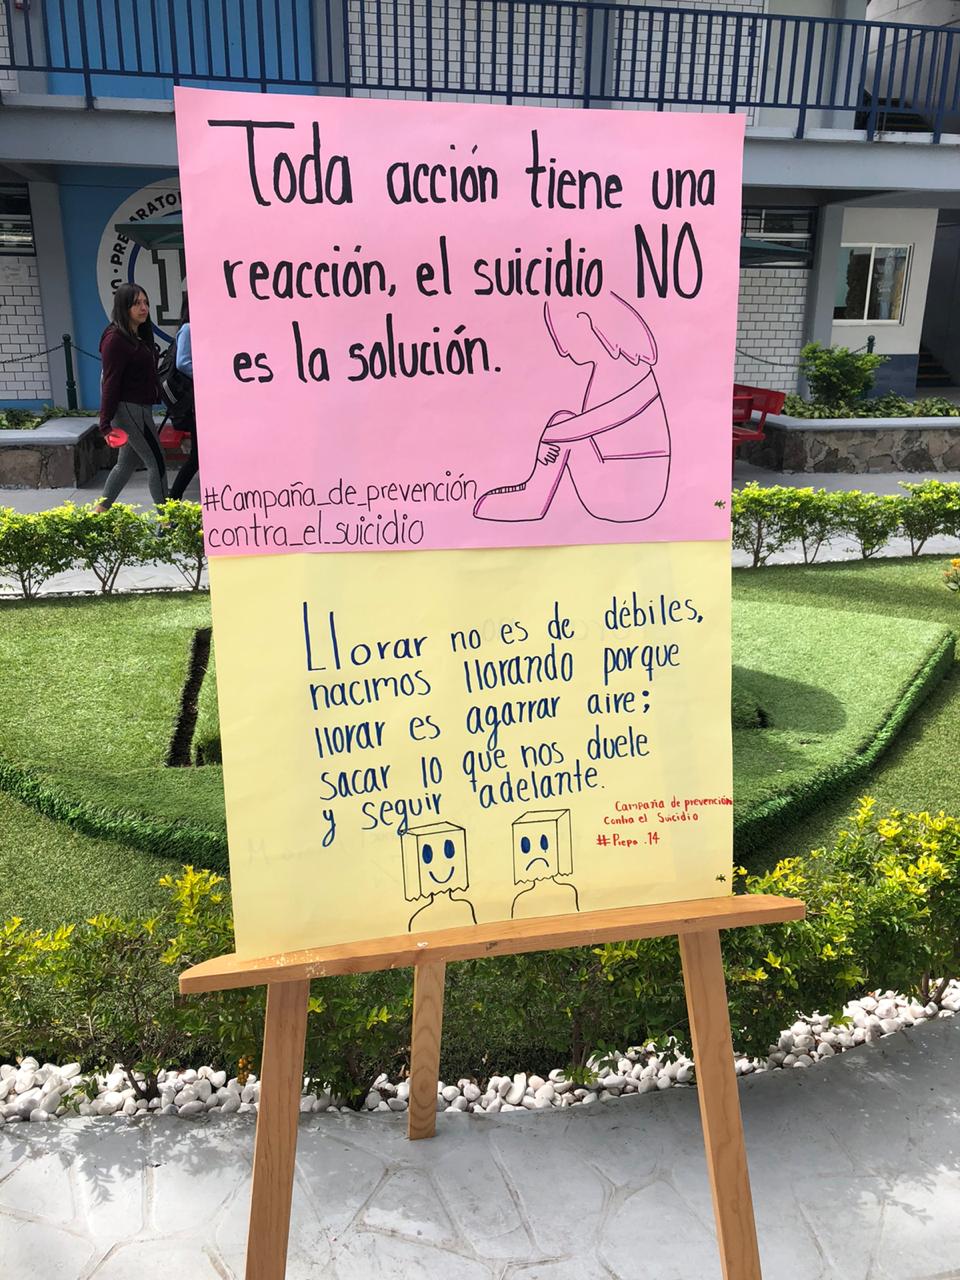 Toda acción tiene una
reacción, el suicidio NO
es la solución.
#Campaña_de_prevención
contra_el_suicidio
Llorar no es de débiles,
nacimos llorando porque
llorar es agarrar aire;
sacar lo que nos duele
y seguir adelante.
Campaña de prevención
Contra el Suicidio